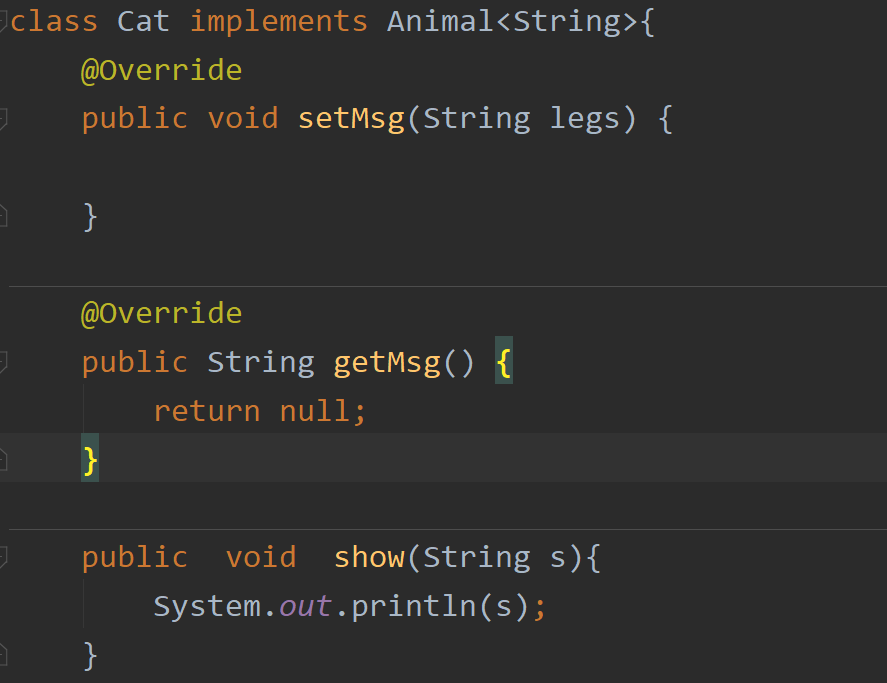 class Cat implements Animal<String>{
@Override
public void setMsg(String legs) {
}
@Override
public String getMsg() {
return null;
}
public  void  show(String s){
System.out.println(s);
}